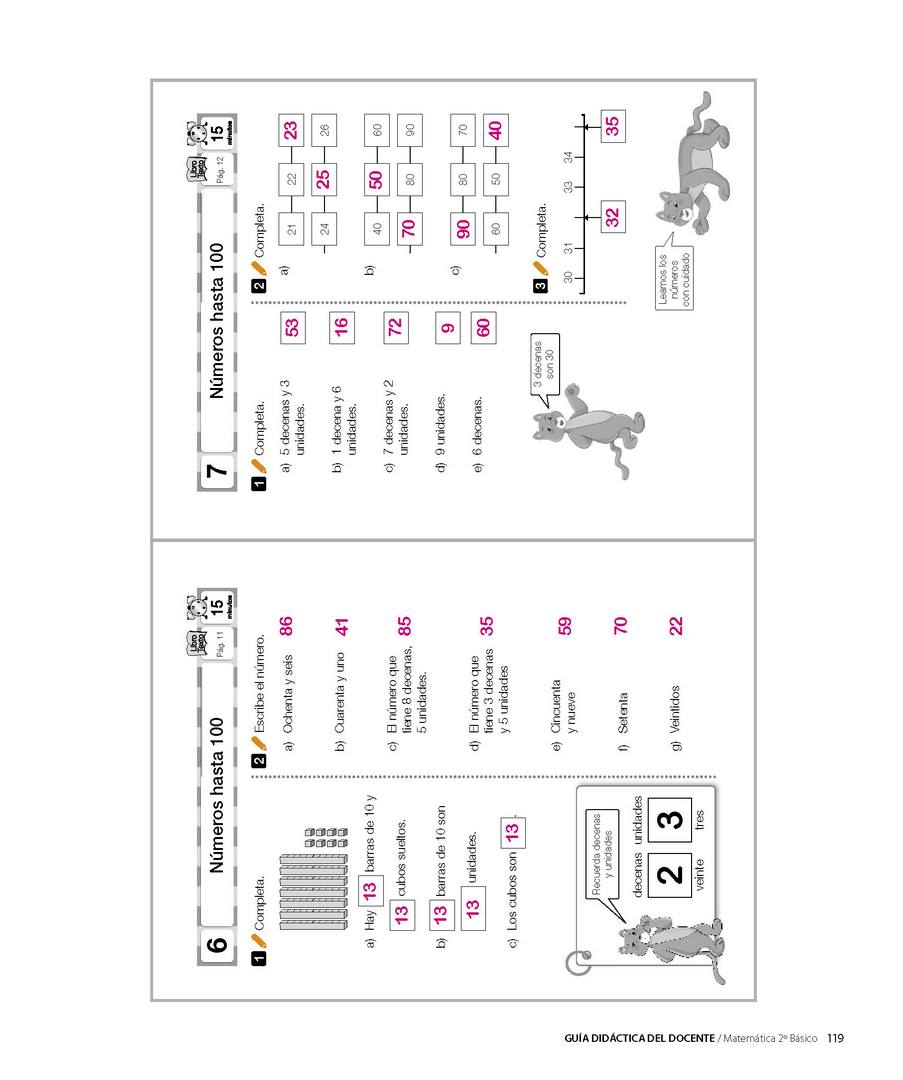 6
Números hasta 100
Libro Texto
Pág. 11
15
minutos
1 Completa.
a) Hay 13 barras de 10 y
13 cubos sueltos.
b) 13 barras de 10 son
13 unidades.
c) Los cubos son 13.
Recuerda decenas
y unidades
decenas unidades
2 3
veinte tres
2 Escribe el número.
a) Ochenta y seis 86
b) Cuarenta y uno 41
c) El número que
tiene 8 decenas,
5 unidades. 85
d) El número que
tiene 3 decenas
y 5 unidades 35
e) Cincuenta
y nueve 59
f) Setenta 70
g) Veintidos 22
7
Números hasta 100
Libro Texto
Pág. 12
15
minutos
1 Completa.
a) 5 decenas y 3
unidades. 53
b) 1 decena y 6
unidades. 16
c) 7 decenas y 2
unidades. 72
d) 9 unidades. 9
e) 6 decenas. 60
3 decenas
son 30
2 Completa.
a) 21 22 23
24 25 26
b) 40 50 60
70 80 90
c) 90 80 70
60 50 40
3 Completa.
30 31 33 34
32 35
Leamos los
números
con cuidado
GUÍA DIDÁCTICA DEL DOCENTE / Matemática 2º Básico 119